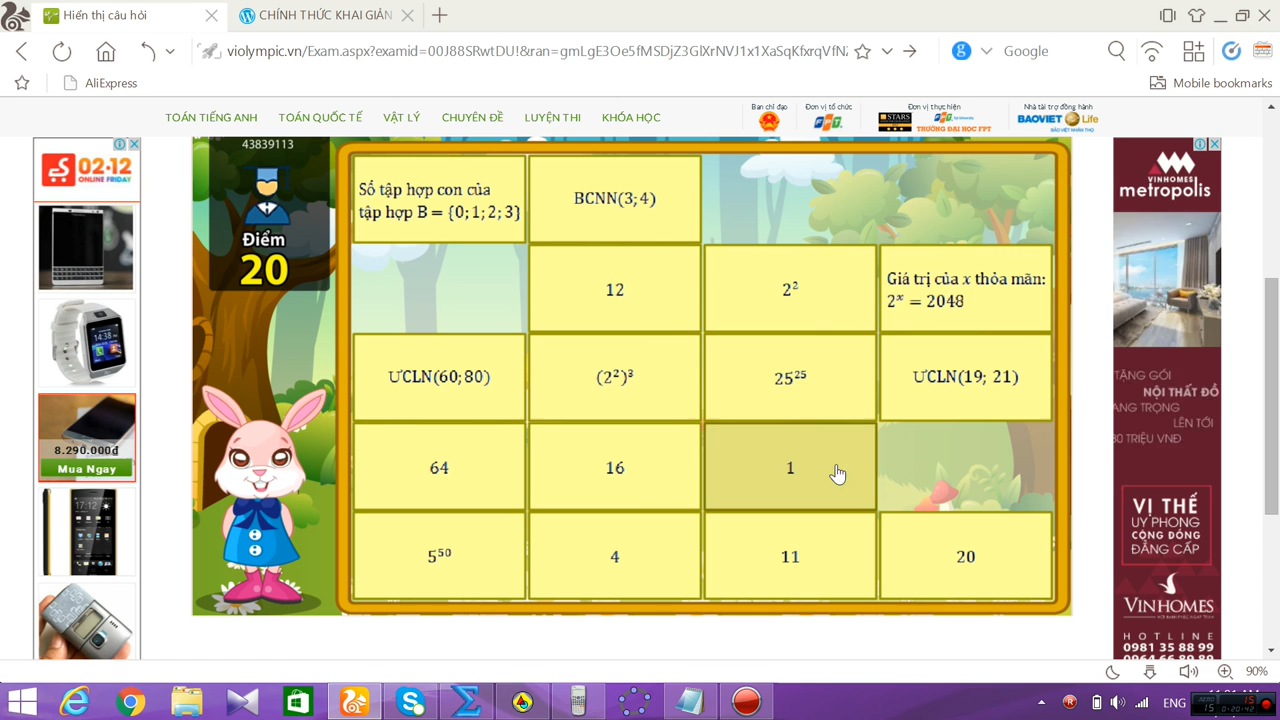 Hiển thị câu hỏi
CHÍNH THỨC KHAI GIẢN
violympic.vn/Exam.aspx?examid=00J88SRwtDU!&ran=
Google
AliExpress
Mobile bookmarks
TOÁN TIẾNG ANH
TOÁN QUỐC TẾ
VẬT LÝ
CHUYÊN ĐỀ
LUYỆN THI
KHÓA HỌC
Ban chỉ đạo
Đơn vị tổ chức
FPT
Đơn vị thực hiện
STARS
TRƯỜNG ĐẠI HỌC FPT
Nhà tài trợ đồng hành
BAOVIET Life
BẢO VIỆT NHÂN THỌ
02-12
ONLINE FRIDAY
8.290.000đ
Mua Ngay
Điểm
20
Số tập hợp con của
tập hợp B = {0; 1; 2; 3}
BCNN(3; 4)
12
2²
Giá trị của x thỏa mãn:
2ˣ = 2048
ƯCLN(60; 80)
(2²)³
25²⁵
ƯCLN(19; 21)
64
16
1
5⁵⁰
4
11
20
VINHOMES
metropolis
TẶNG GÓI
NỘI THẤT ĐỒ
ANG TRỌNG
LÊN TỚI
30 TRIỆU VNĐ
VỊ THẾ
UY PHONG
CỘNG ĐỒNG
ĐẲNG CẤP
VINHOMES
HOTLINE
0981 35 88 99
90%
ENG